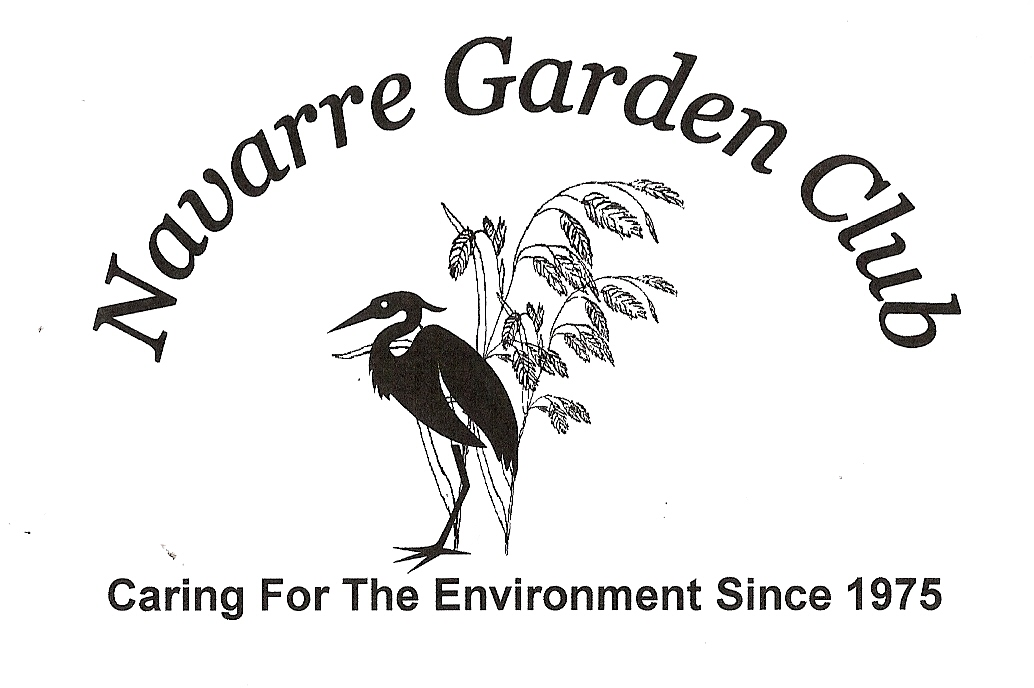 Navarre Garden Club
Caring For The Environment Since 1975